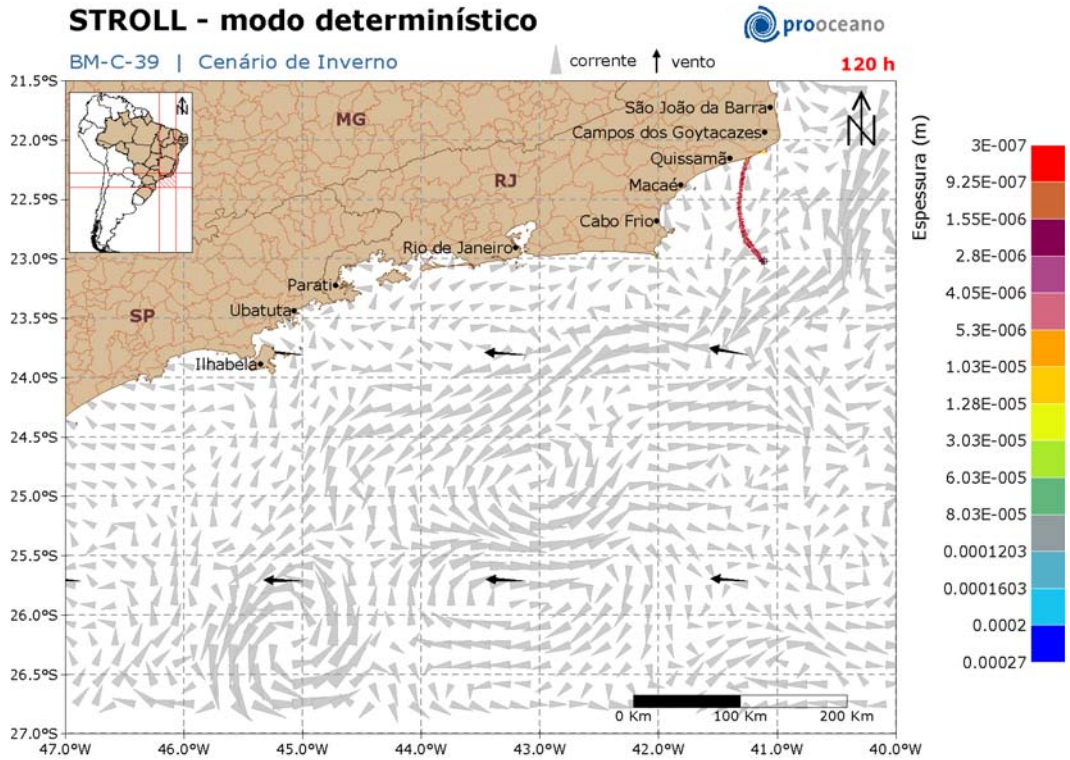 STROLL - modo determinístico
prooceano
BM-C-39 | Cenário de Inverno
corrente
vento
120 h
N
N
21.5°S
22.0°S
22.5°S
23.0°S
23.5°S
24.0°S
24.5°S
25.0°S
25.5°S
26.0°S
26.5°S
27.0°S
MG
São João da Barra
Campos dos Goytacazes
Quissamã
RJ
Macaé
Cabo Frio
Rio de Janeiro
Parati
Ubatuta
SP
Ilhabela
0 Km 100 Km 200 Km
47.0°W 46.0°W 45.0°W 44.0°W 43.0°W 42.0°W 41.0°W 40.0°W
Espessura (m)
3E-007
9.25E-007
1.55E-006
2.8E-006
4.05E-006
5.3E-006
1.03E-005
1.28E-005
3.03E-005
6.03E-005
8.03E-005
0.0001203
0.0001603
0.0002
0.00027